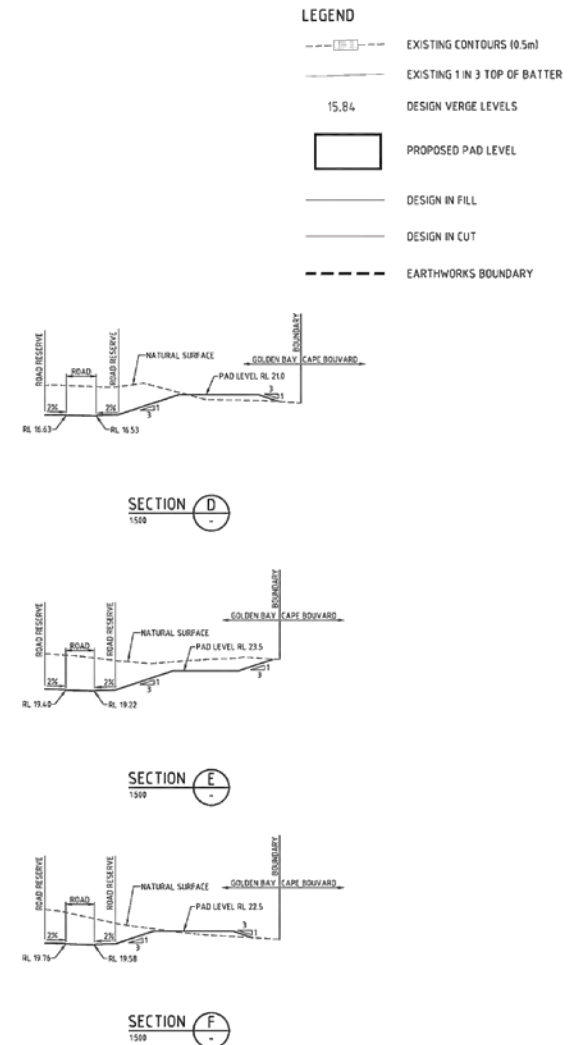 LEGEND
EXISTING CONTOURS (0.5m)
EXISTING 1 IN 3 TOP OF BATTER
15.84 DESIGN VERGE LEVELS
PROPOSED PAD LEVEL
DESIGN IN FILL
DESIGN IN CUT
EARTHWORKS BOUNDARY
ROAD RESERVE
ROAD
ROAD RESERVE
NATURAL SURFACE
BOUNDARY
GOLDEN BAY CAPE BOUVARD
PAD LEVEL RL 21.0
2% 2%
1
3
3
1
RL 16.63 RL 16.53
SECTION D
1:500 -
ROAD RESERVE
ROAD
ROAD RESERVE
NATURAL SURFACE
BOUNDARY
GOLDEN BAY CAPE BOUVARD
PAD LEVEL RL 23.5
2% 2%
1
3
1
3
RL 19.40 RL 19.22
SECTION E
1:500 -
ROAD RESERVE
ROAD
ROAD RESERVE
NATURAL SURFACE
BOUNDARY
GOLDEN BAY CAPE BOUVARD
PAD LEVEL RL 22.5
2% 2%
1
3
3
1
RL 19.76 RL 19.58
SECTION F
1:500 -